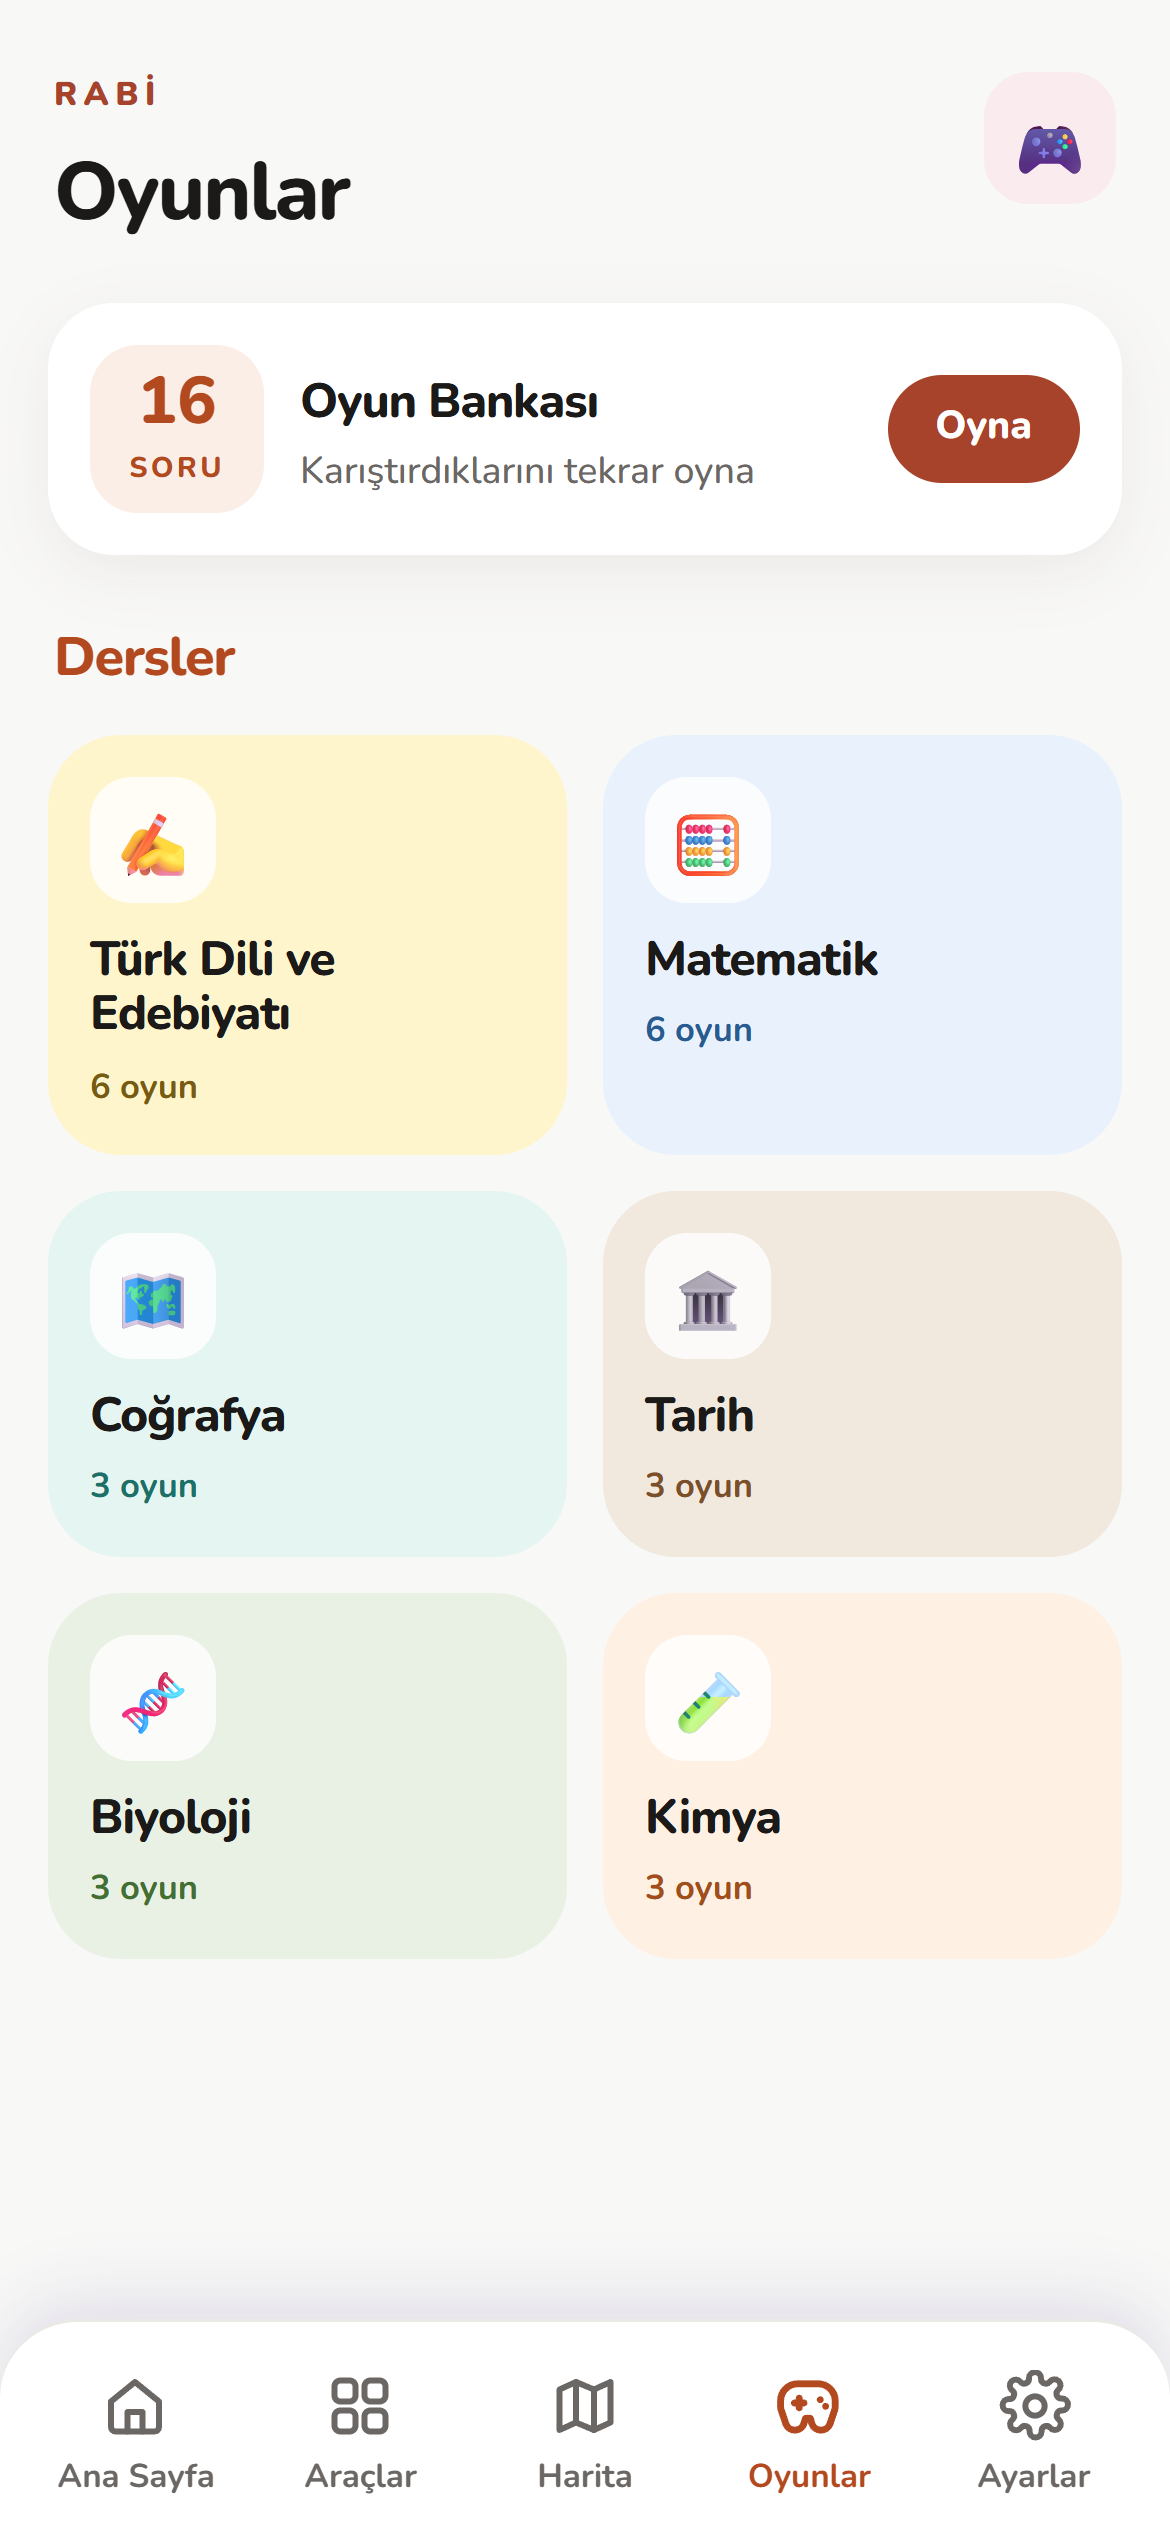 RABİ
Oyunlar
16
SORU
Oyun Bankası
Karıştırdıklarını tekrar oyna
Oyna
Dersler
Türk Dili ve
Edebiyatı
6 oyun
Matematik
6 oyun
Coğrafya
3 oyun
Tarih
3 oyun
Biyoloji
3 oyun
Kimya
3 oyun
Ana Sayfa
Araçlar
Harita
Oyunlar
Ayarlar